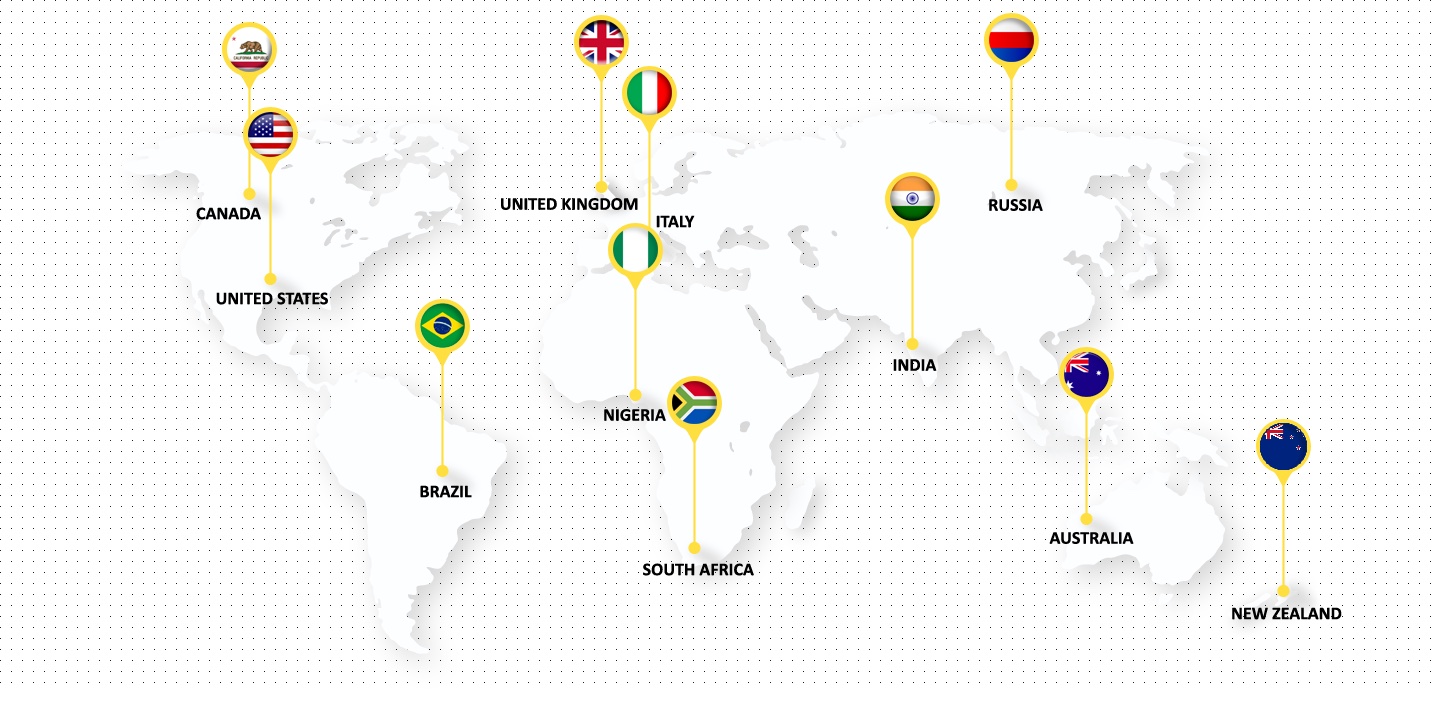 CALIFORNIA REPUBLIC
CANADA
UNITED KINGDOM
RUSSIA
ITALY
UNITED STATES
INDIA
NIGERIA
BRAZIL
AUSTRALIA
SOUTH AFRICA
NEW ZEALAND